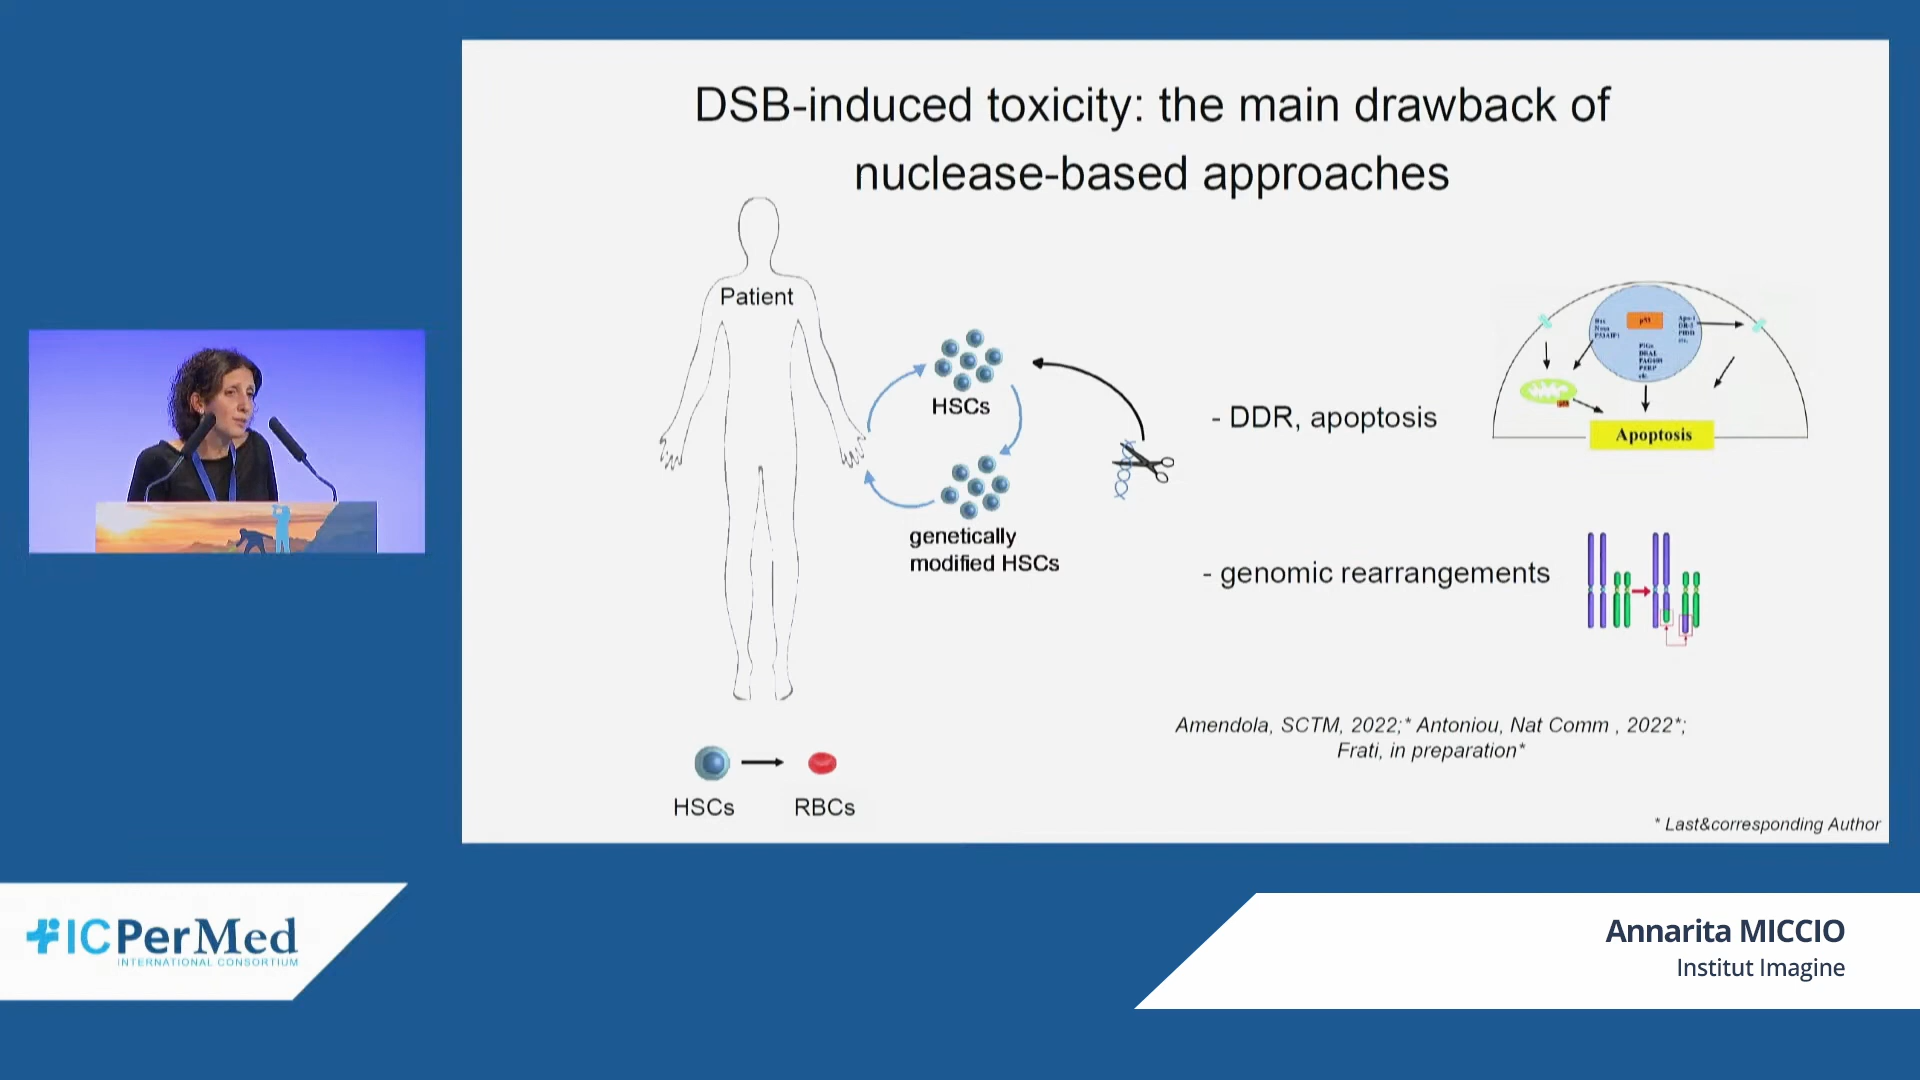 DSB-induced toxicity: the main drawback of
nuclease-based approaches
Patient
HSCs
genetically
modified HSCs
- DDR, apoptosis
p53
Apoptosis
- genomic rearrangements
Amendola, SCTM, 2022;* Antoniou, Nat Comm , 2022*;
Frati, in preparation*
HSCs
RBCs
* Last&corresponding Author
ICPerMed
INTERNATIONAL CONSORTIUM
Annarita MICCIO
Institut Imagine